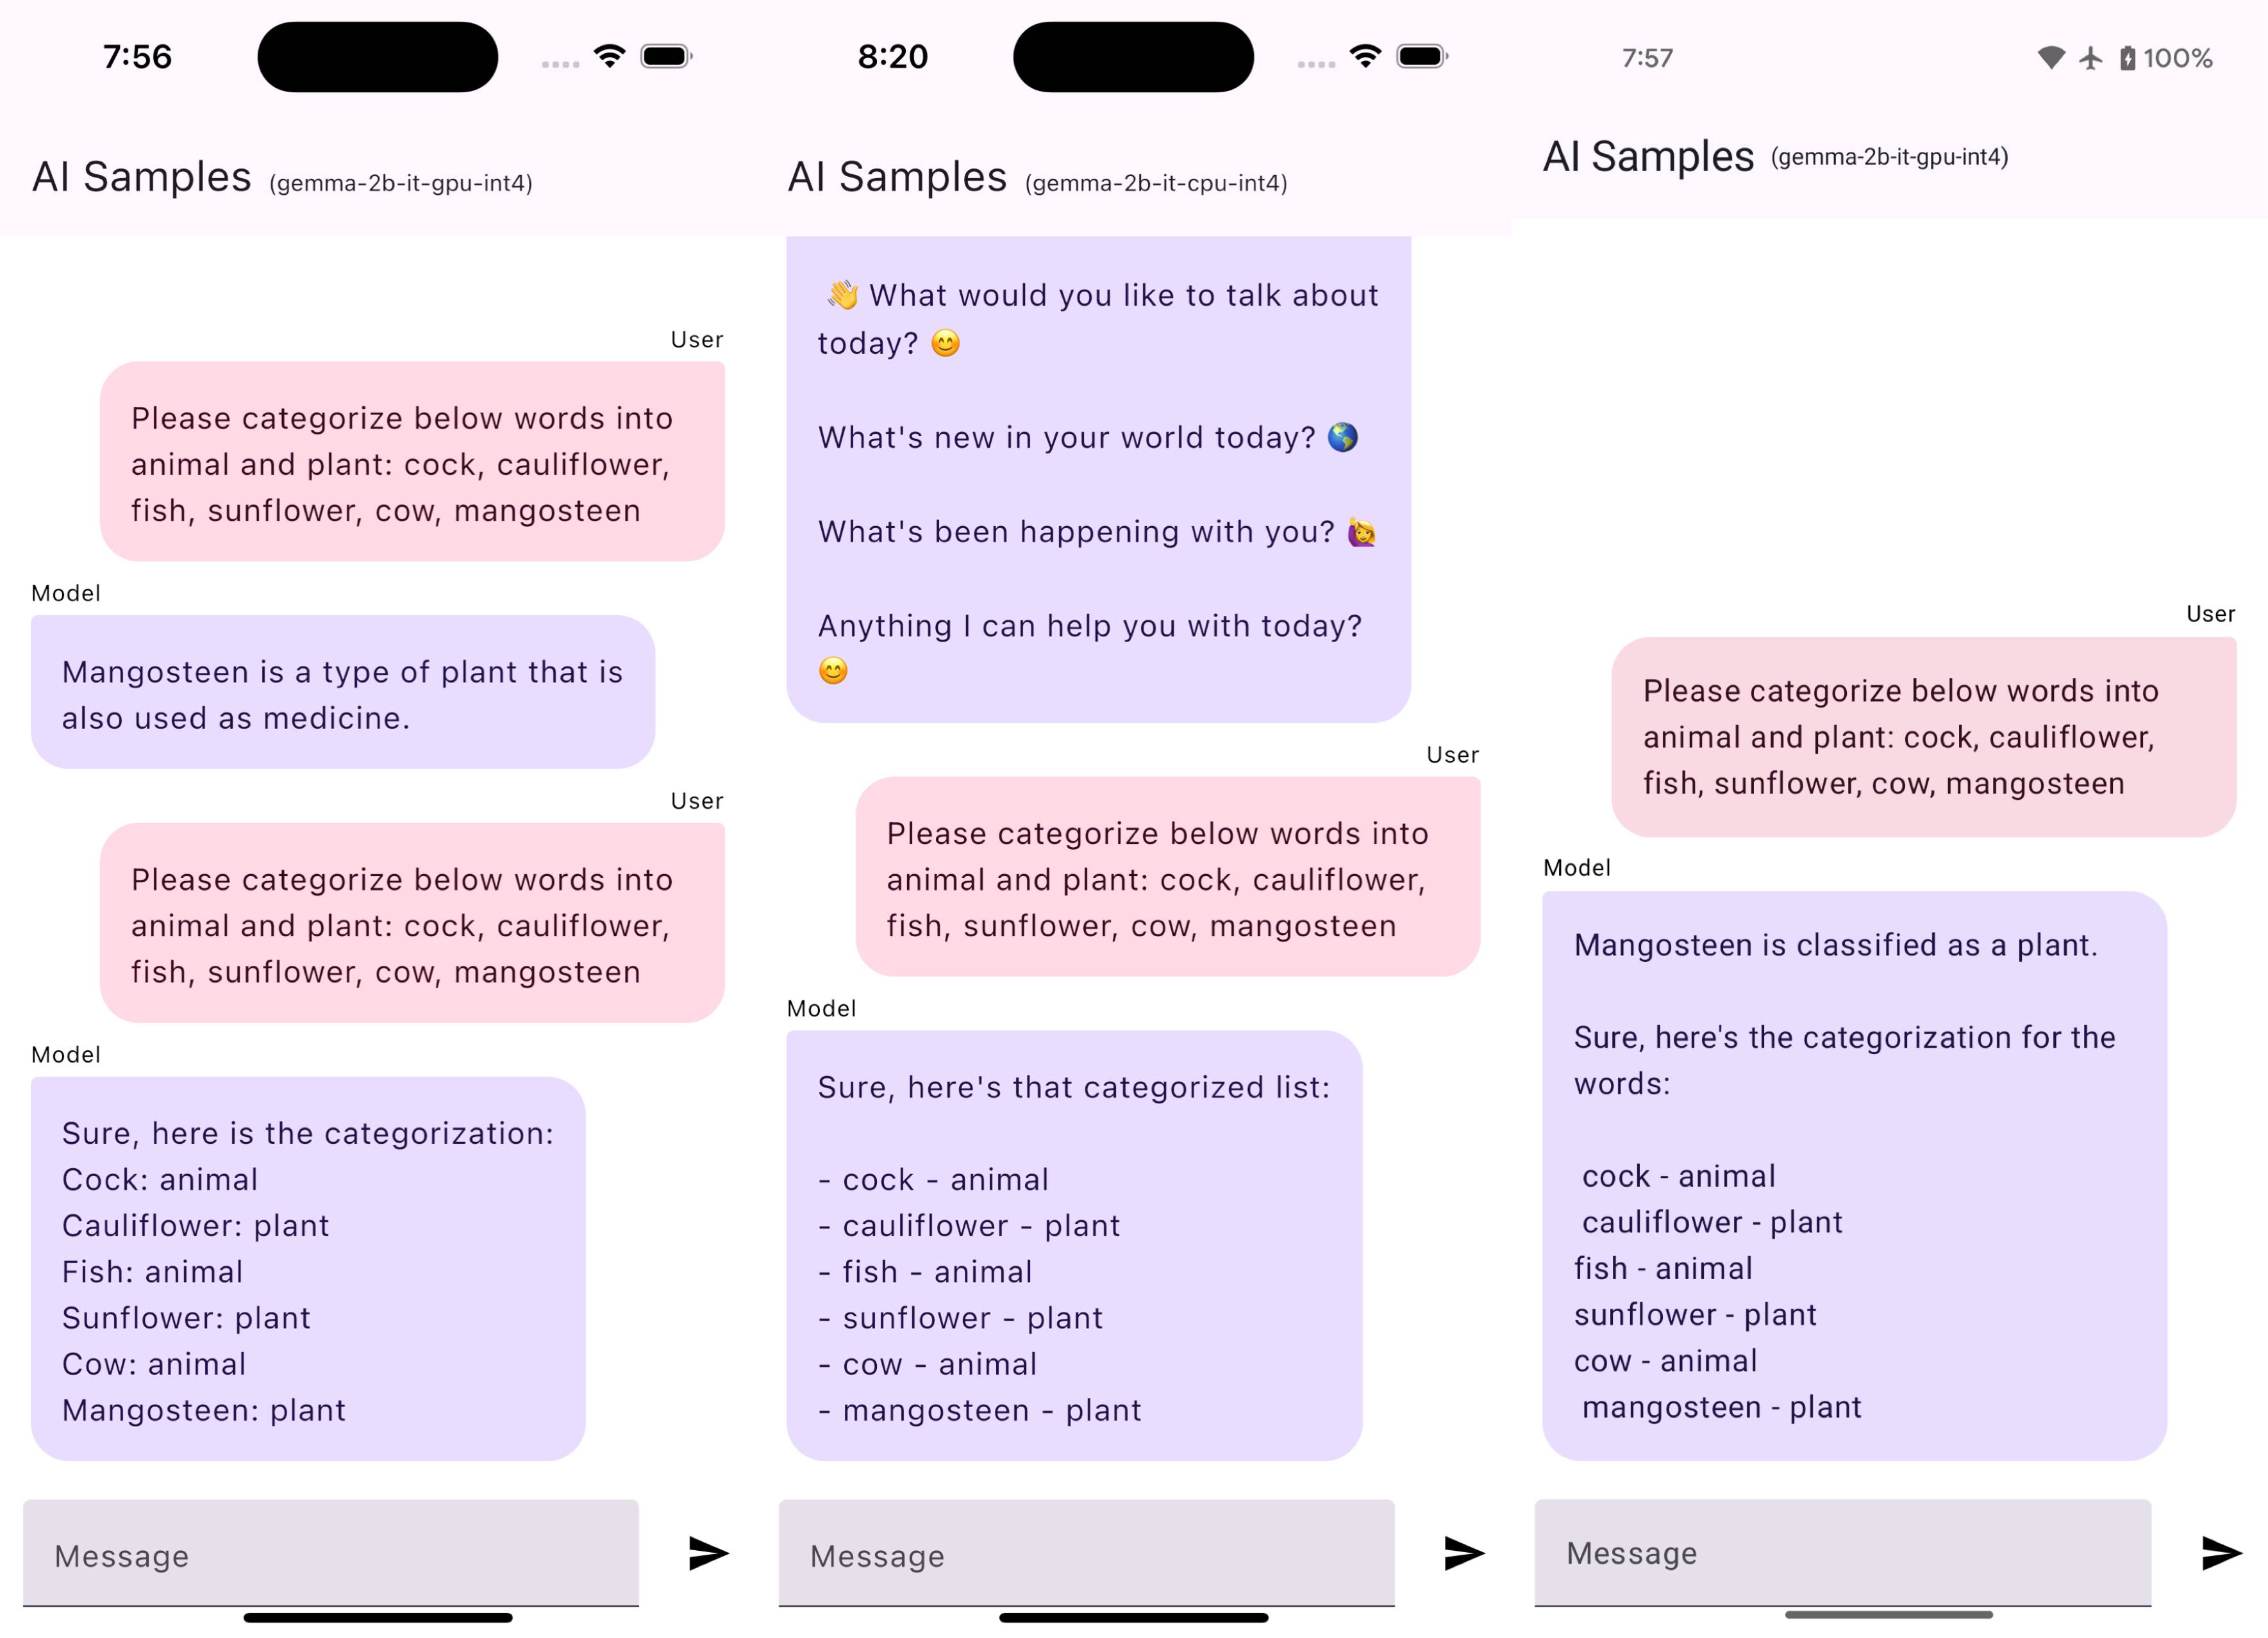 7:56
AI Samples (gemma-2b-it-gpu-int4)
User
Please categorize below words into
animal and plant: cock, cauliflower,
fish, sunflower, cow, mangosteen
Model
Mangosteen is a type of plant that is
also used as medicine.
User
Please categorize below words into
animal and plant: cock, cauliflower,
fish, sunflower, cow, mangosteen
Model
Sure, here is the categorization:
Cock: animal
Cauliflower: plant
Fish: animal
Sunflower: plant
Cow: animal
Mangosteen: plant
Message
8:20
AI Samples (gemma-2b-it-cpu-int4)
👋 What would you like to talk about
today? 😊
What's new in your world today? 🌎
What's been happening with you? 🙋‍♀️
Anything I can help you with today?
😊
User
Please categorize below words into
animal and plant: cock, cauliflower,
fish, sunflower, cow, mangosteen
Model
Sure, here's that categorized list:
- cock - animal
- cauliflower - plant
- fish - animal
- sunflower - plant
- cow - animal
- mangosteen - plant
Message
7:57
100%
AI Samples (gemma-2b-it-gpu-int4)
User
Please categorize below words into
animal and plant: cock, cauliflower,
fish, sunflower, cow, mangosteen
Model
Mangosteen is classified as a plant.
Sure, here's the categorization for the
words:
cock - animal
cauliflower - plant
fish - animal
sunflower - plant
cow - animal
mangosteen - plant
Message